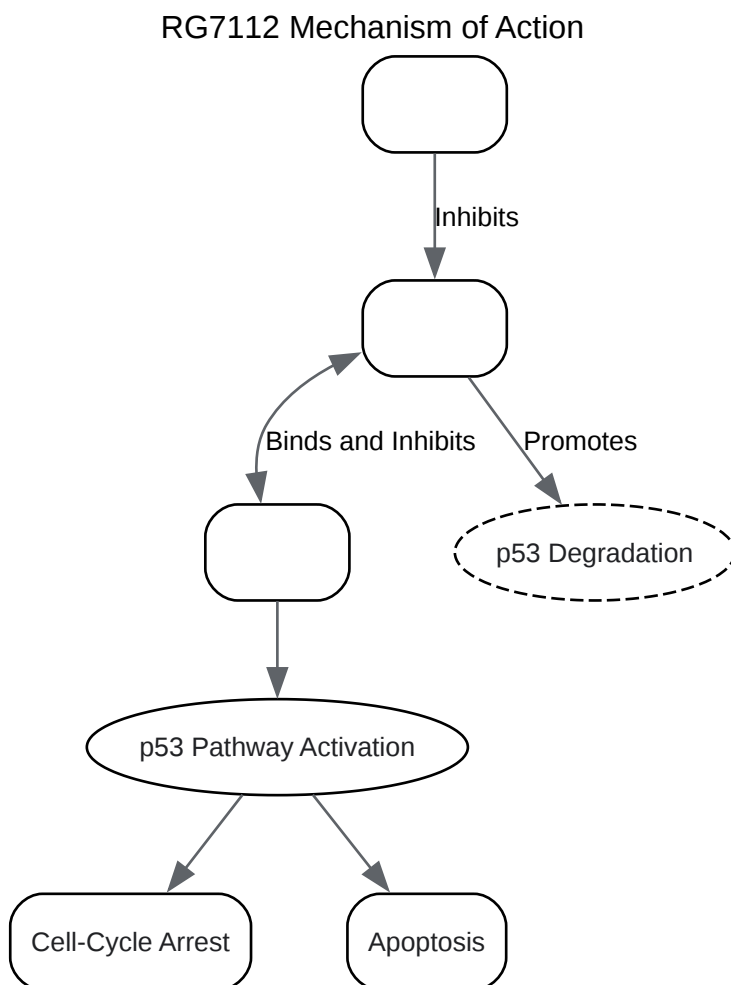 RG7112 Mechanism of Action
Inhibits
Binds and Inhibits
Promotes
p53 Degradation
p53 Pathway Activation
Cell-Cycle Arrest
Apoptosis